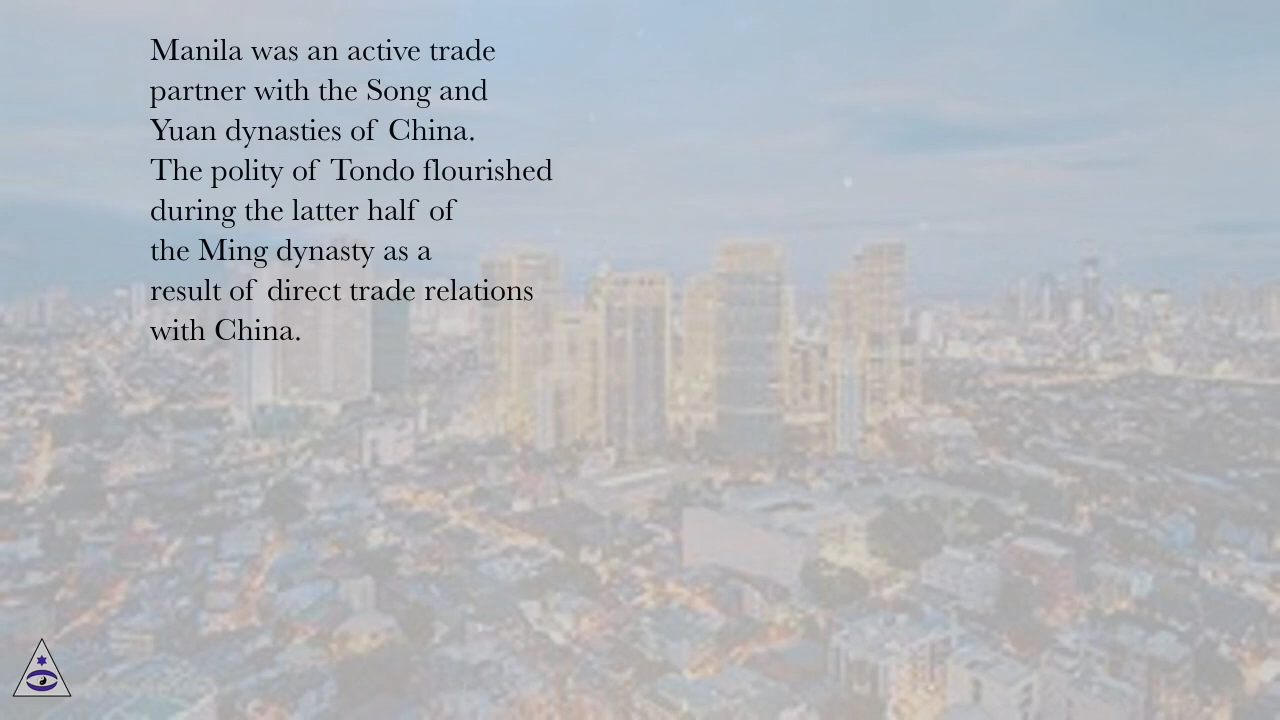 Manila was an active trade
partner with the Song and
Yuan dynasties of China.
The polity of Tondo flourished
during the latter half of
the Ming dynasty as a
result of direct trade relations
with China.